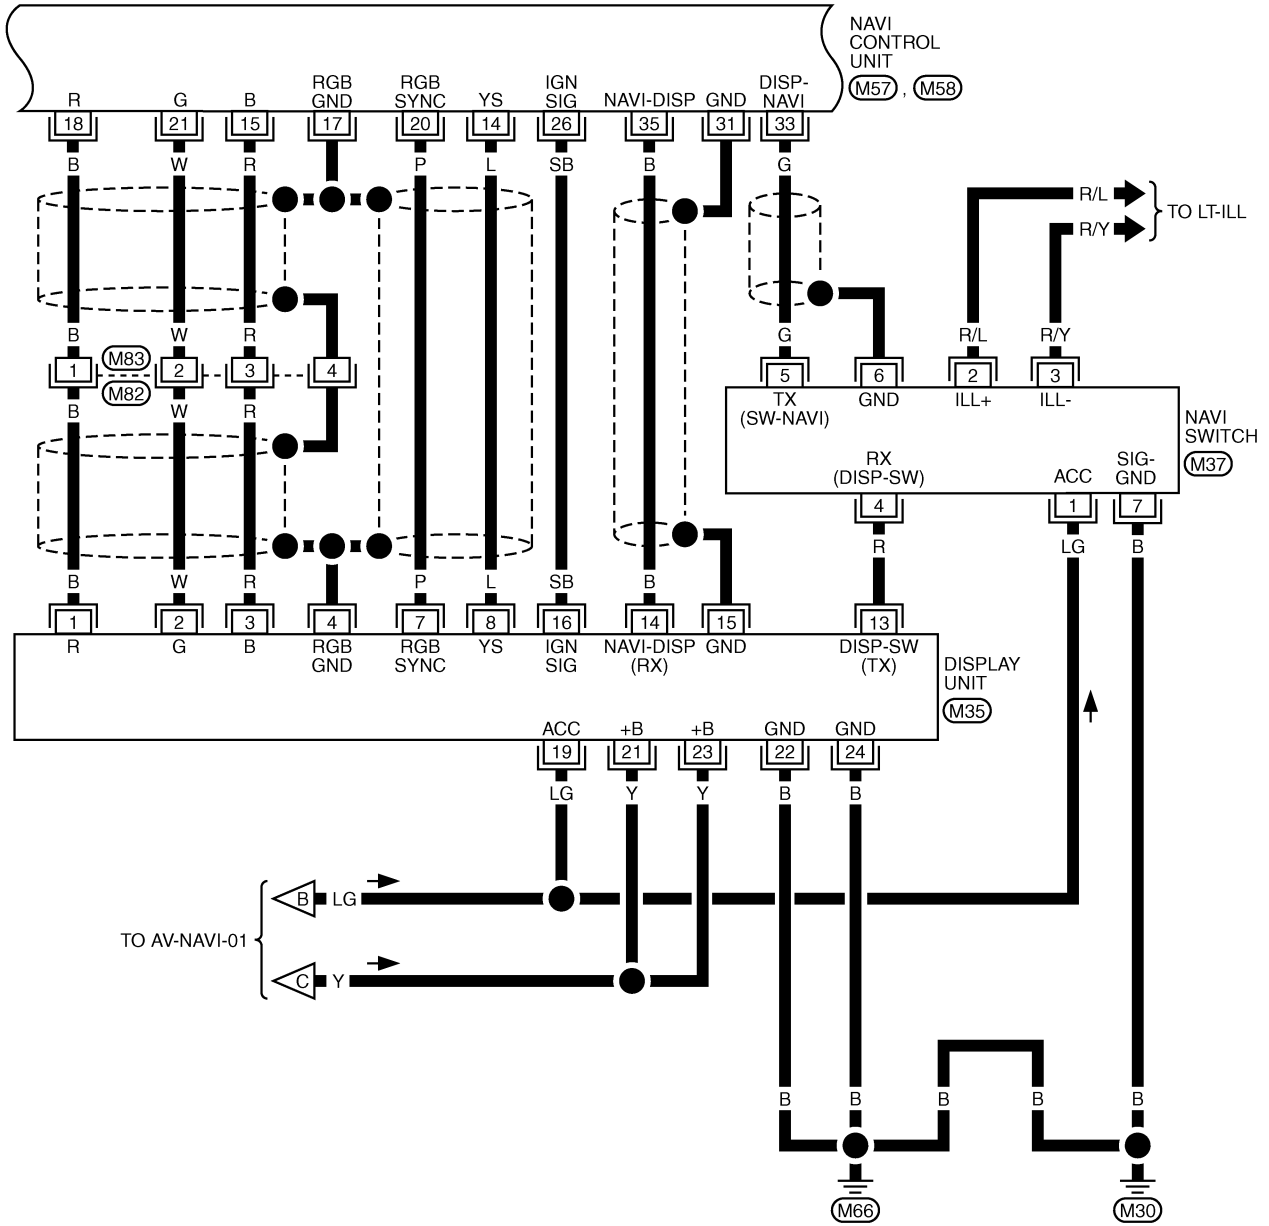 NAVI
CONTROL
UNIT
M57 , M58
R G B RGB GND RGB SYNC YS IGN SIG NAVI-DISP GND DISP-NAVI
18 21 15 17 20 14 26 35 31 33
B W R P L SB B G
R/L
R/Y
TO LT-ILL
B W R G R/L R/Y
M83
1 2 3 4 5 6 2 3
M82
TX
(SW-NAVI)
GND
ILL+
ILL-
B W R
NAVI
SWITCH
M37
RX
(DISP-SW)
ACC
SIG-
GND
4 1 7
R LG B
B W R P L SB B
1 2 3 4 7 8 16 14 15 13
R G B RGB GND RGB SYNC YS IGN SIG NAVI-DISP (RX) GND DISP-SW (TX)
DISPLAY
UNIT
M35
ACC +B +B GND GND
19 21 23 22 24
LG Y Y B B
B LG
TO AV-NAVI-01
C Y
B B B B B
M66 M30